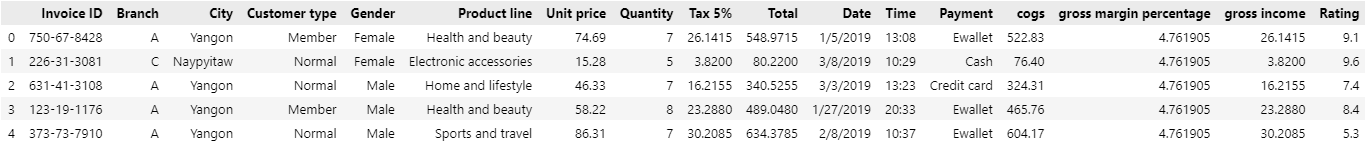 Invoice ID Branch City Customer type Gender Product line Unit price Quantity Tax 5% Total Date Time Payment cogs gross margin percentage gross income Rating
0 750-67-8428 A Yangon Member Female Health and beauty 74.69 7 26.1415 548.9715 1/5/2019 13:08 Ewallet 522.83 4.761905 26.1415 9.1
1 226-31-3081 C Naypyitaw Normal Female Electronic accessories 15.28 5 3.8200 80.2200 3/8/2019 10:29 Cash 76.40 4.761905 3.8200 9.6
2 631-41-3108 A Yangon Normal Male Home and lifestyle 46.33 7 16.2155 340.5255 3/3/2019 13:23 Credit card 324.31 4.761905 16.2155 7.4
3 123-19-1176 A Yangon Member Male Health and beauty 58.22 8 23.2880 489.0480 1/27/2019 20:33 Ewallet 465.76 4.761905 23.2880 8.4
4 373-73-7910 A Yangon Normal Male Sports and travel 86.31 7 30.2085 634.3785 2/8/2019 10:37 Ewallet 604.17 4.761905 30.2085 5.3